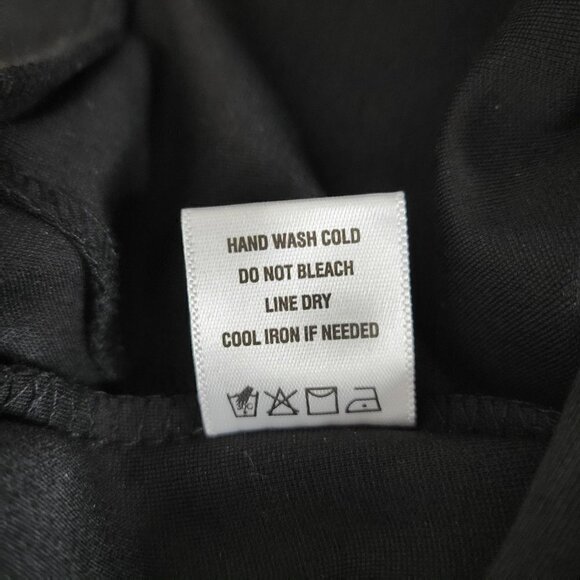 HAND WASH COLD
DO NOT BLEACH
LINE DRY
COOL IRON IF NEEDED